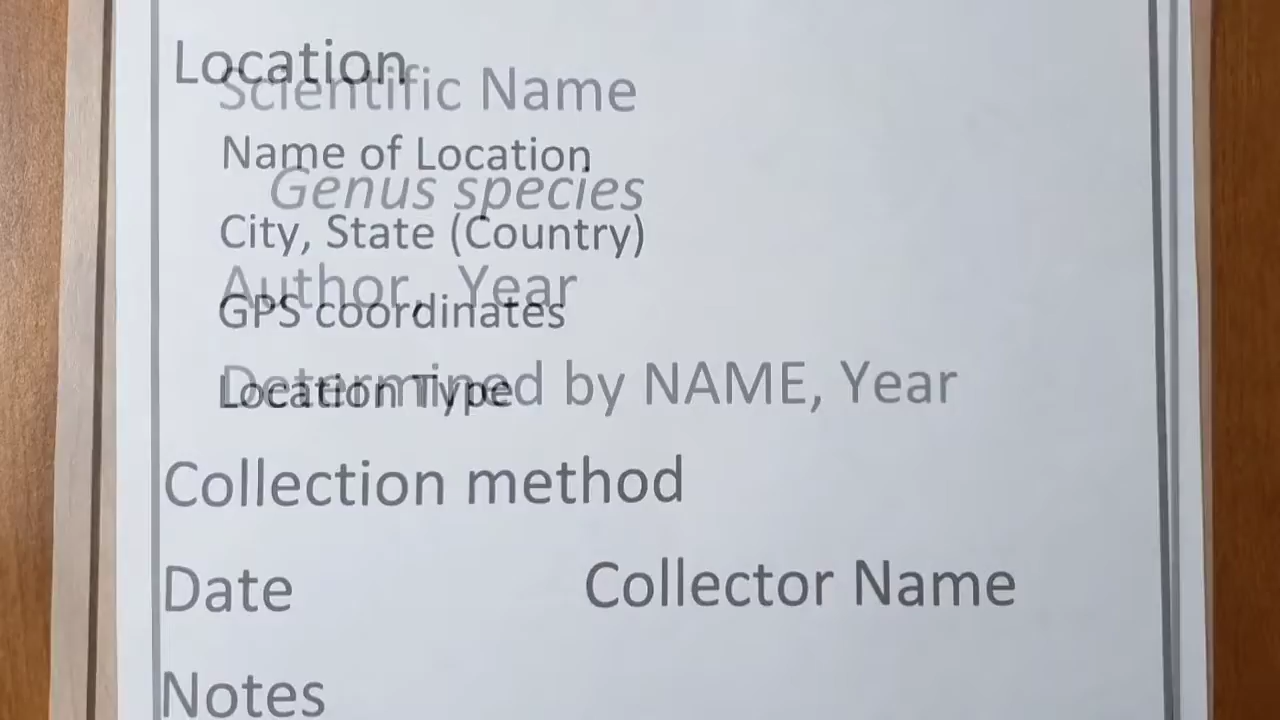 Location
Scientific Name
Name of Location
Genus species
City, State (Country)
Author, Year
GPS coordinates
Determined by NAME, Year
Location Type
Collection method
Date Collector Name
Notes